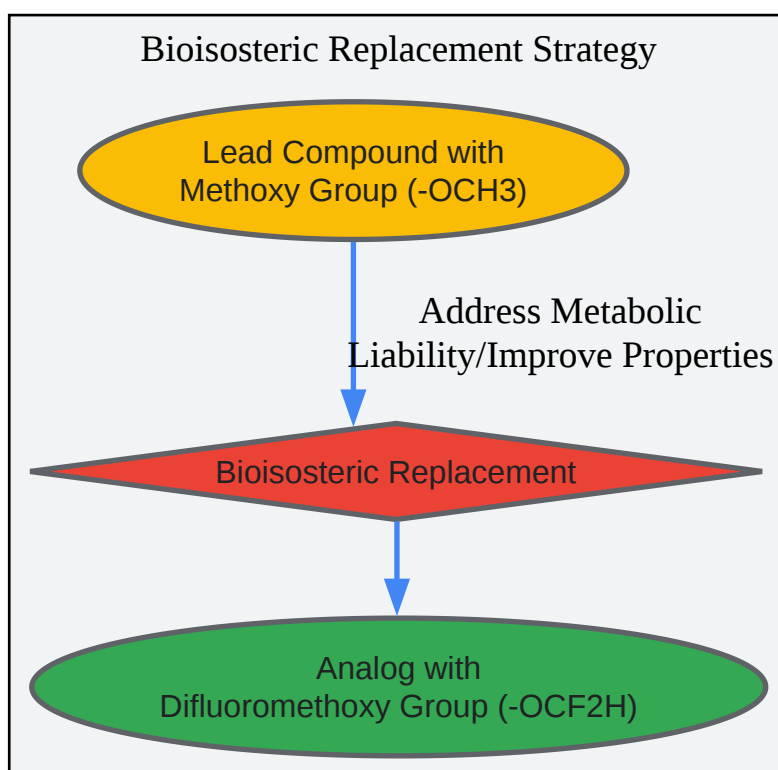 Bioisosteric Replacement Strategy
Lead Compound with
Methoxy Group (-OCH3)
Address Metabolic
Liability/Improve Properties
Bioisosteric Replacement
Analog with
Difluoromethoxy Group (-OCF2H)